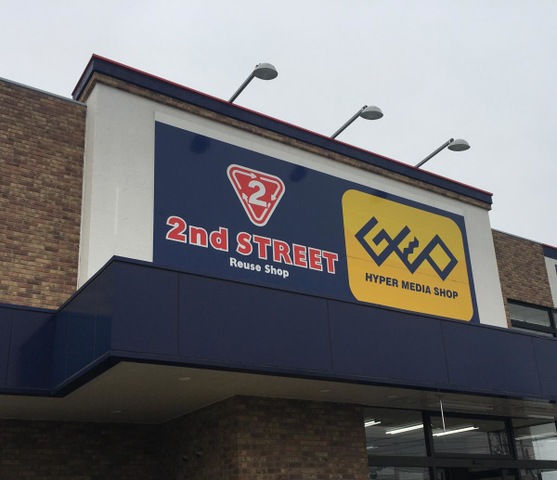 2
2nd STREET
Reuse Shop
GEO
HYPER MEDIA SHOP